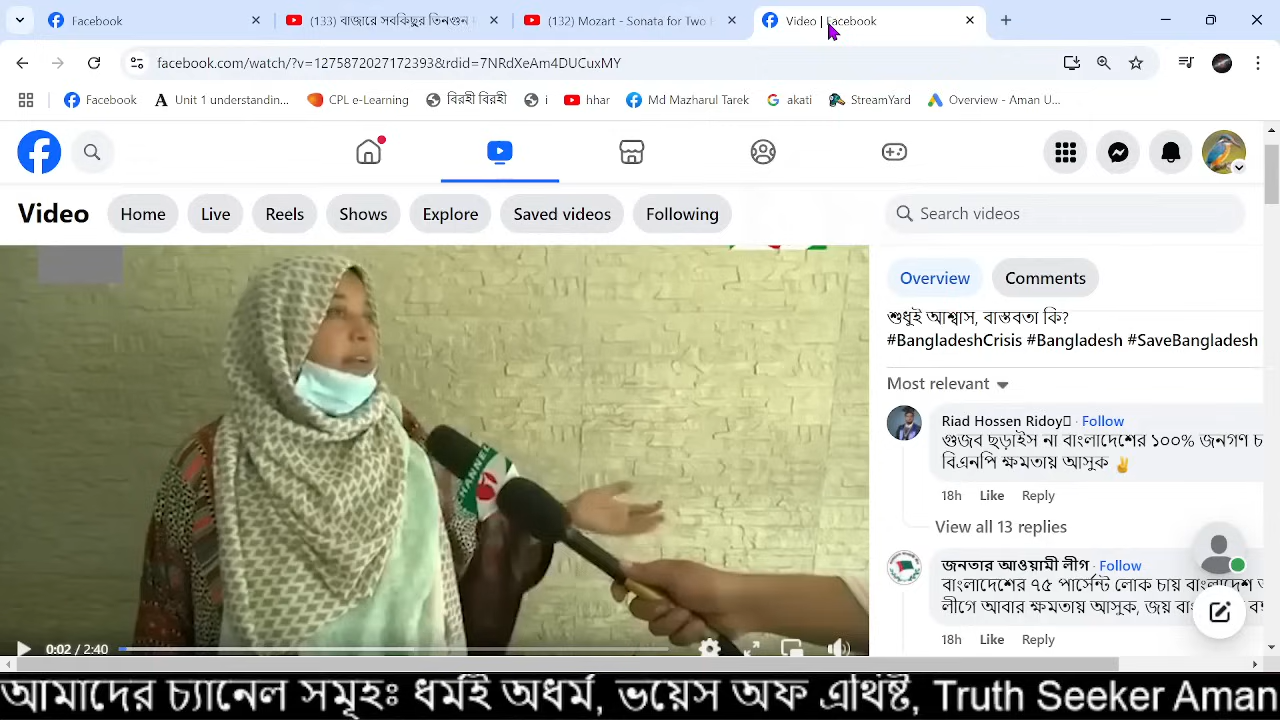 Facebook
(133) বাজারে সবকিছুর তিনগুন
(132) Mozart - Sonata for Two
Video | Facebook
facebook.com/watch/?v=1275872027172393&rdid=7NRdXeAm4DUCuxMY
Facebook
Unit 1 understandin...
CPL e-Learning
বিরহী বিরহী
i
hhar
Md Mazharul Tarek
akati
StreamYard
Overview - Aman U...
Video
Home
Live
Reels
Shows
Explore
Saved videos
Following
Search videos
Overview
Comments
শুধুই আশ্বাস, বাস্তবতা কি?
#BangladeshCrisis #Bangladesh #SaveBangladesh
Most relevant
Riad Hossen Ridoy · Follow
গুজব ছড়াইস না বাংলাদেশের ১০০% জনগণ চ
বিএনপি ক্ষমতায় আসুক ✌
18h Like Reply
View all 13 replies
জনতার আওয়ামী লীগ · Follow
বাংলাদেশের ৭৫ পার্সেন্ট লোক চায় বাংলাদেশ
লীগে আবার ক্ষমতায় আসুক, জয়
18h Like Reply
CHANNEL
0:02 / 2:40
আমাদের চ্যানেল সমূহঃ ধর্মই অধর্ম, ভয়েস অফ এথিষ্ট, Truth Seeker Aman